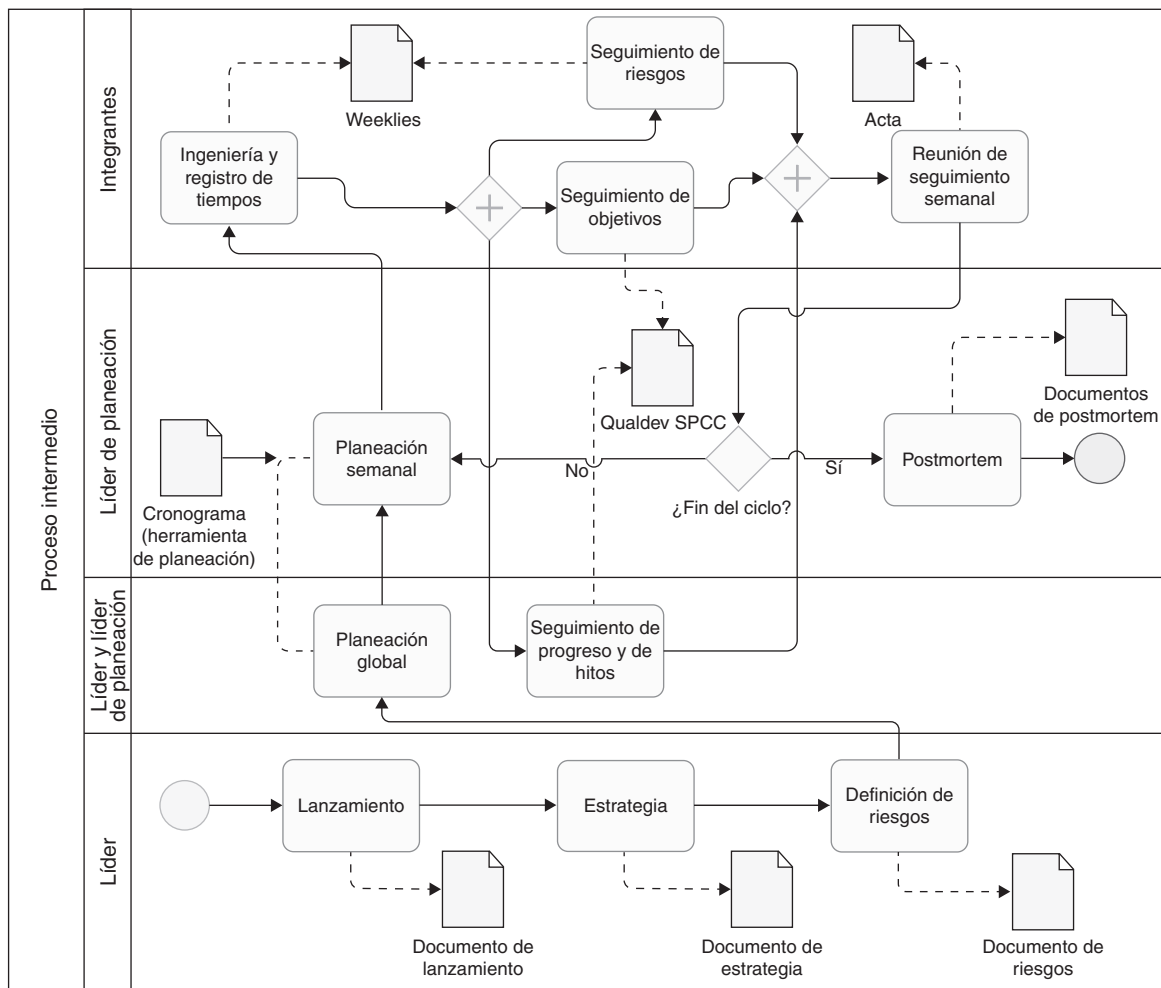 Proceso intermedio
Integrantes
Weeklies
Seguimiento de
riesgos
Acta
Ingeniería y
registro de
tiempos
Seguimiento de
objetivos
Reunión de
seguimiento
semanal
Líder de planeación
Cronograma
(herramienta
de planeación)
Planeación
semanal
Qualdev SPCC
No
¿Fin del ciclo?
Sí
Postmortem
Documentos
de postmortem
Líder y líder
de planeación
Planeación
global
Seguimiento de
progreso y de
hitos
Líder
Lanzamiento
Estrategia
Definición de
riesgos
Documento de
lanzamiento
Documento de
estrategia
Documento de
riesgos